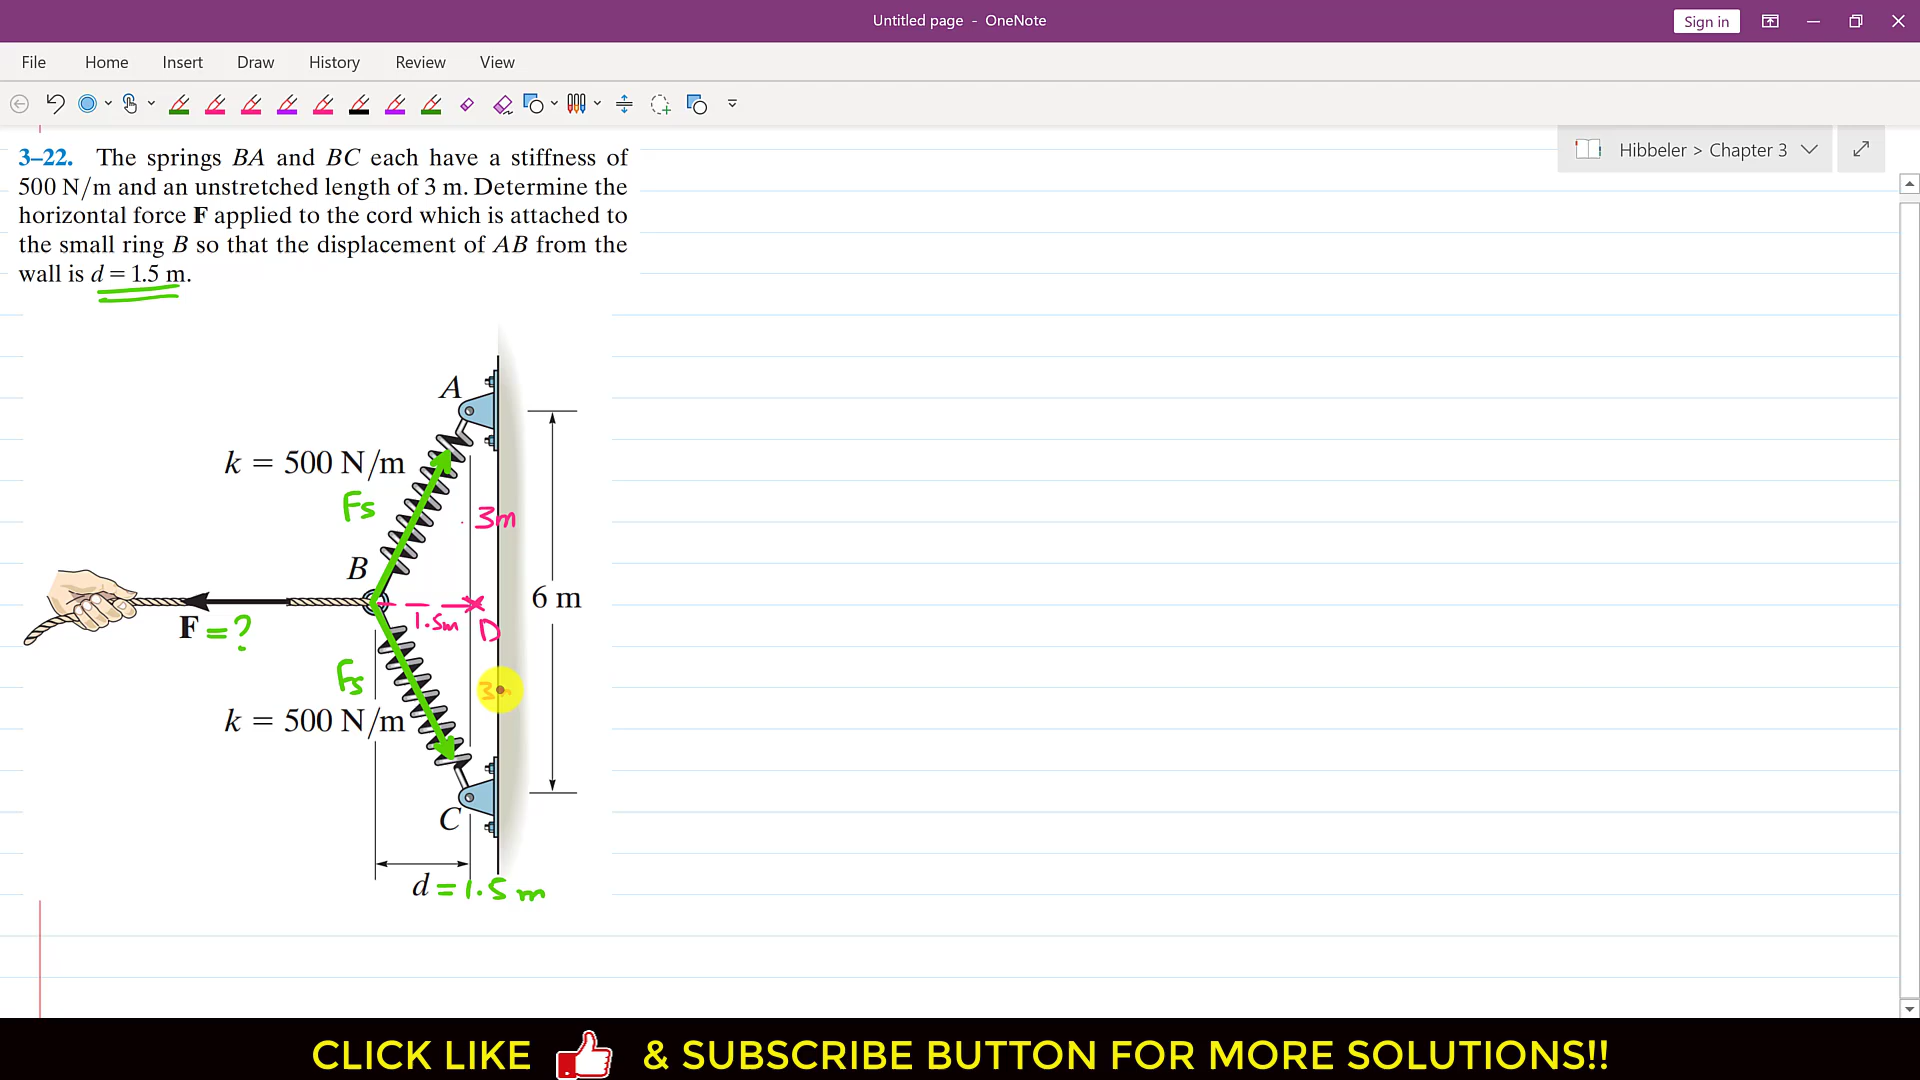 Untitled page - OneNote
Sign in
File Home Insert Draw History Review View
Hibbeler > Chapter 3
3–22. The springs BA and BC each have a stiffness of
500 N/m and an unstretched length of 3 m. Determine the
horizontal force F applied to the cord which is attached to
the small ring B so that the displacement of AB from the
wall is d = 1.5 m.
A
k = 500 N/m
Fs
3m
B
6 m
1.5m
D
F = ?
Fs
3m
k = 500 N/m
C
d = 1.5 m
CLICK LIKE & SUBSCRIBE BUTTON FOR MORE SOLUTIONS!!